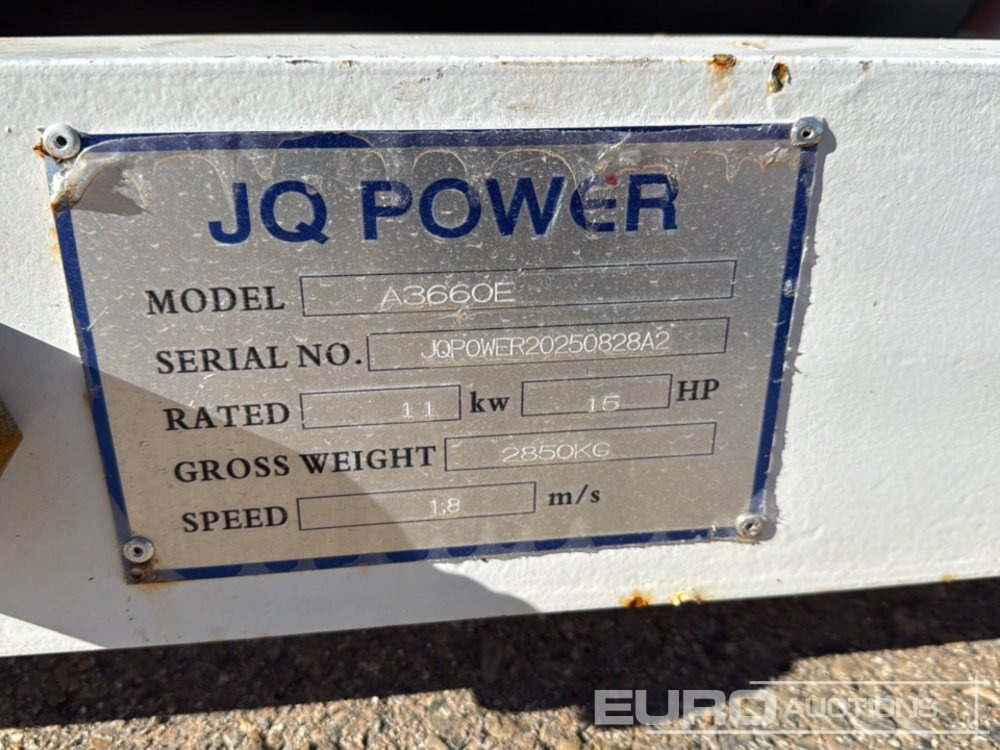 JQ POWER
MODEL A3660E
SERIAL NO. JQPOWER20250828A2
RATED 11 kw 15 HP
GROSS WEIGHT 2850KG
SPEED 1.8 m/s
EURO AUCTIONS